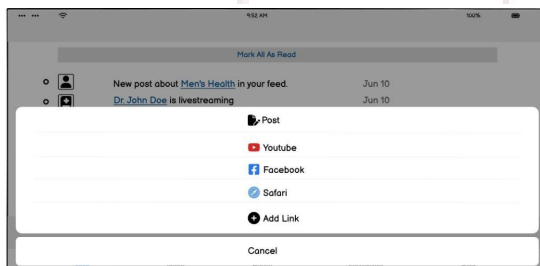 9:52 AM 100%
Mark All As Read
New post about Men's Health in your feed. Jun 10
Dr. John Doe is livestreaming Jun 10
Post
Youtube
Facebook
Safari
Add Link
Cancel